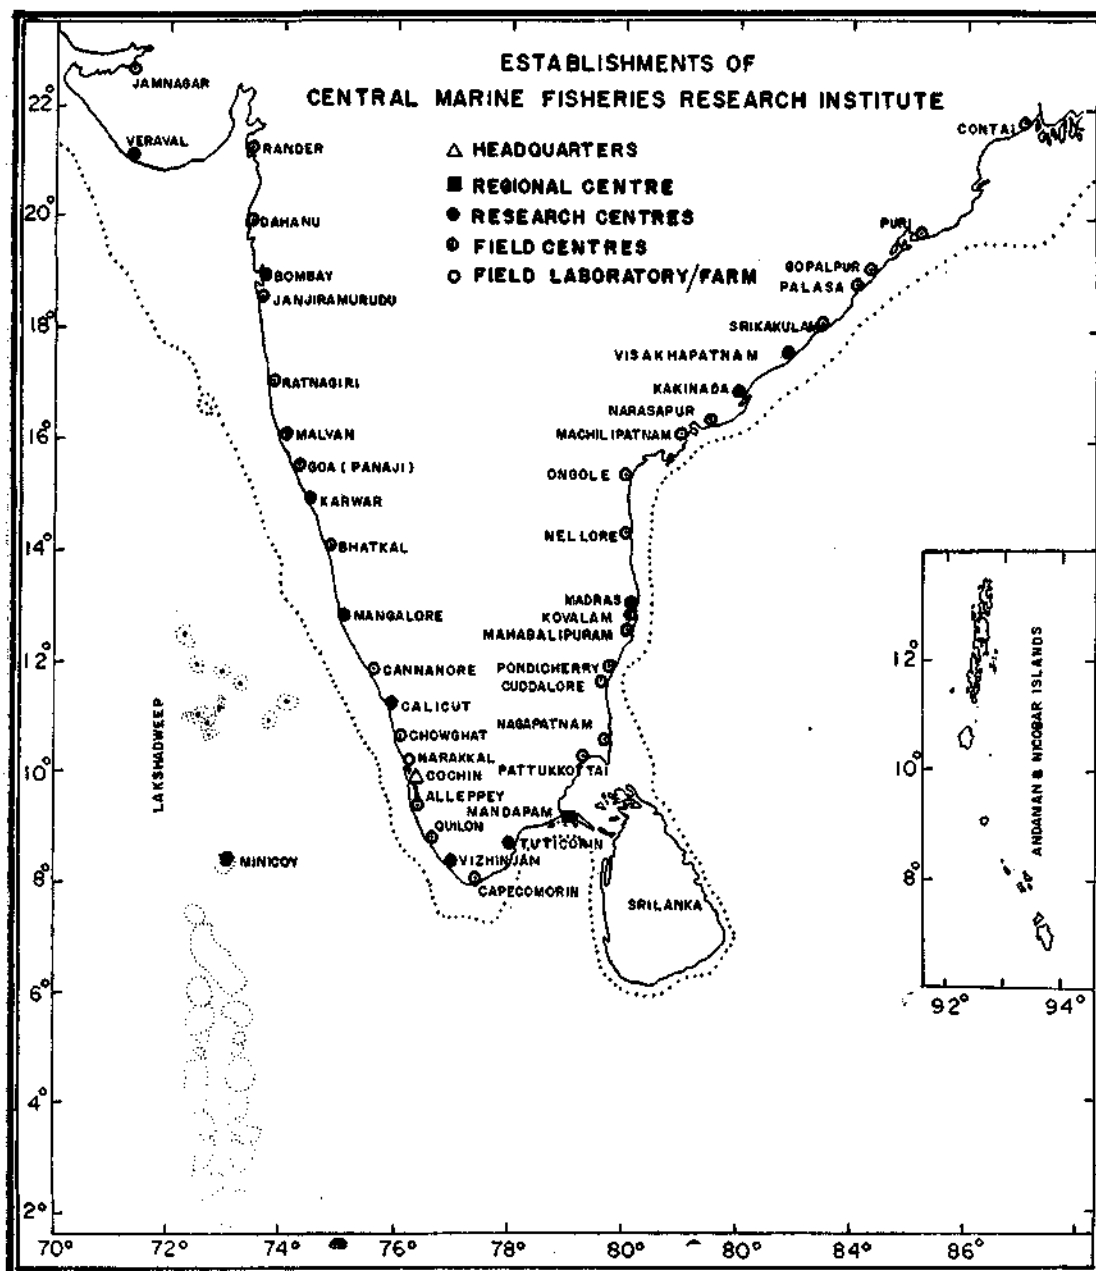 ESTABLISHMENTS OF
CENTRAL MARINE FISHERIES RESEARCH INSTITUTE
HEADQUARTERS
REGIONAL CENTRE
RESEARCH CENTRES
FIELD CENTRES
FIELD LABORATORY/FARM
JAMNAGAR
VERAVAL
RANDER
DAHANU
BOMBAY
JANJIRAMURUDU
RATNAGIRI
MALVAN
GOA (PANAJI)
KARWAR
BHATKAL
MANGALORE
CANNANORE
CALICUT
CHOWGHAT
NARAKKAL
COCHIN
ALLEPPEY
QUILON
VIZHINJAM
CAPECOMORIN
TUTICORIN
MANDAPAM
PATTUKKOTTAI
NAGAPATNAM
CUDDALORE
PONDICHERRY
MAHABALIPURAM
KOVALAM
MADRAS
NELLORE
ONGOLE
MACHILIPATNAM
NARASAPUR
KAKINADA
VISAKHAPATNAM
SRIKAKULAM
PALASA
GOPALPUR
PURI
CONTAI
LAKSHADWEEP
MINICOY
SRILANKA
ANDAMAN & NICOBAR ISLANDS
12°
10°
8°
92° 94°
22°
20°
18°
16°
14°
12°
10°
8°
6°
4°
2°
70° 72° 74° 76° 78° 80° 80° 84° 86°